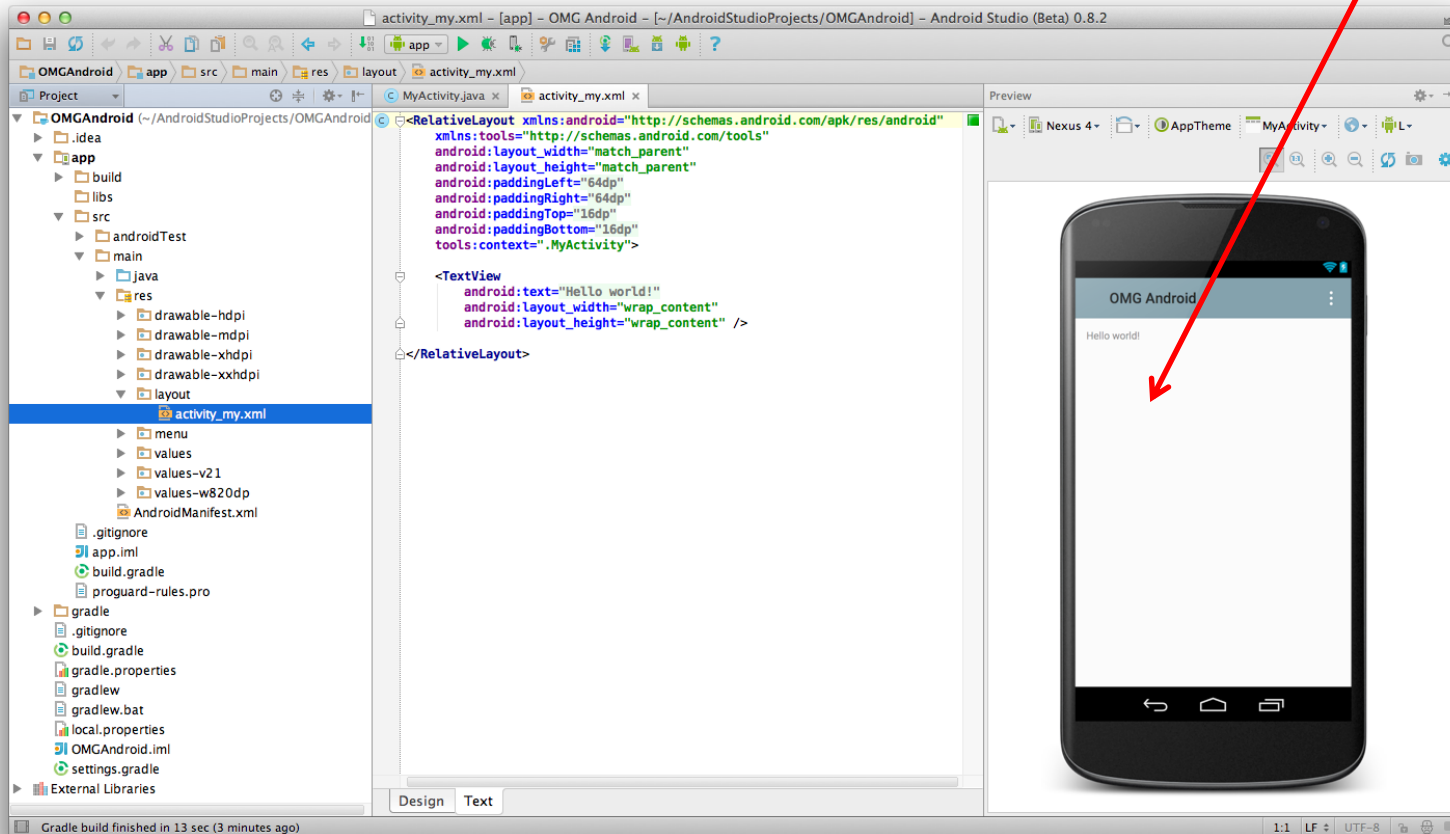 activity_my.xml – [app] – OMG Android – [~/AndroidStudioProjects/OMGAndroid] – Android Studio (Beta) 0.8.2
app
?
OMGAndroid app src main res layout activity_my.xml
Project
MyActivity.java activity_my.xml
Preview
OMGAndroid (~/AndroidStudioProjects/OMGAndroid
.idea
app
build
libs
src
androidTest
main
java
res
drawable-hdpi
drawable-mdpi
drawable-xhdpi
drawable-xxhdpi
layout
activity_my.xml
menu
values
values-v21
values-w820dp
AndroidManifest.xml
.gitignore
app.iml
build.gradle
proguard-rules.pro
gradle
.gitignore
build.gradle
gradle.properties
gradlew
gradlew.bat
local.properties
OMGAndroid.iml
settings.gradle
External Libraries
<RelativeLayout xmlns:android="http://schemas.android.com/apk/res/android"
xmlns:tools="http://schemas.android.com/tools"
android:layout_width="match_parent"
android:layout_height="match_parent"
android:paddingLeft="64dp"
android:paddingRight="64dp"
android:paddingTop="16dp"
android:paddingBottom="16dp"
tools:context=".MyActivity">
<TextView
android:text="Hello world!"
android:layout_width="wrap_content"
android:layout_height="wrap_content" />
</RelativeLayout>
Design Text
Nexus 4 AppTheme MyActivity L
1:1
OMG Android
Hello world!
Gradle build finished in 13 sec (3 minutes ago)
1:1 LF UTF-8